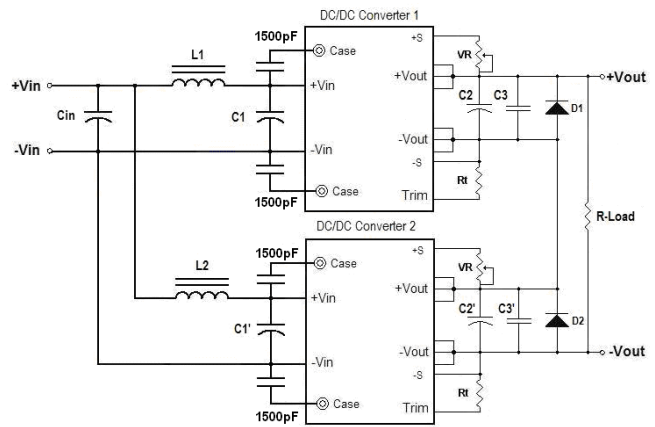 DC/DC Converter 1
1500pF
Case
+S
VR
L1
+Vin
+Vin
+Vout
+Vout
Cin
C1
C2
C3
D1
-Vin
-Vin
-Vout
-S
Rt
1500pF
Case
Trim
R-Load
DC/DC Converter 2
1500pF
Case
+S
VR
L2
+Vin
+Vout
C1'
C2'
C3'
D2
-Vin
-Vout
-Vout
-S
Rt
1500pF
Case
Trim